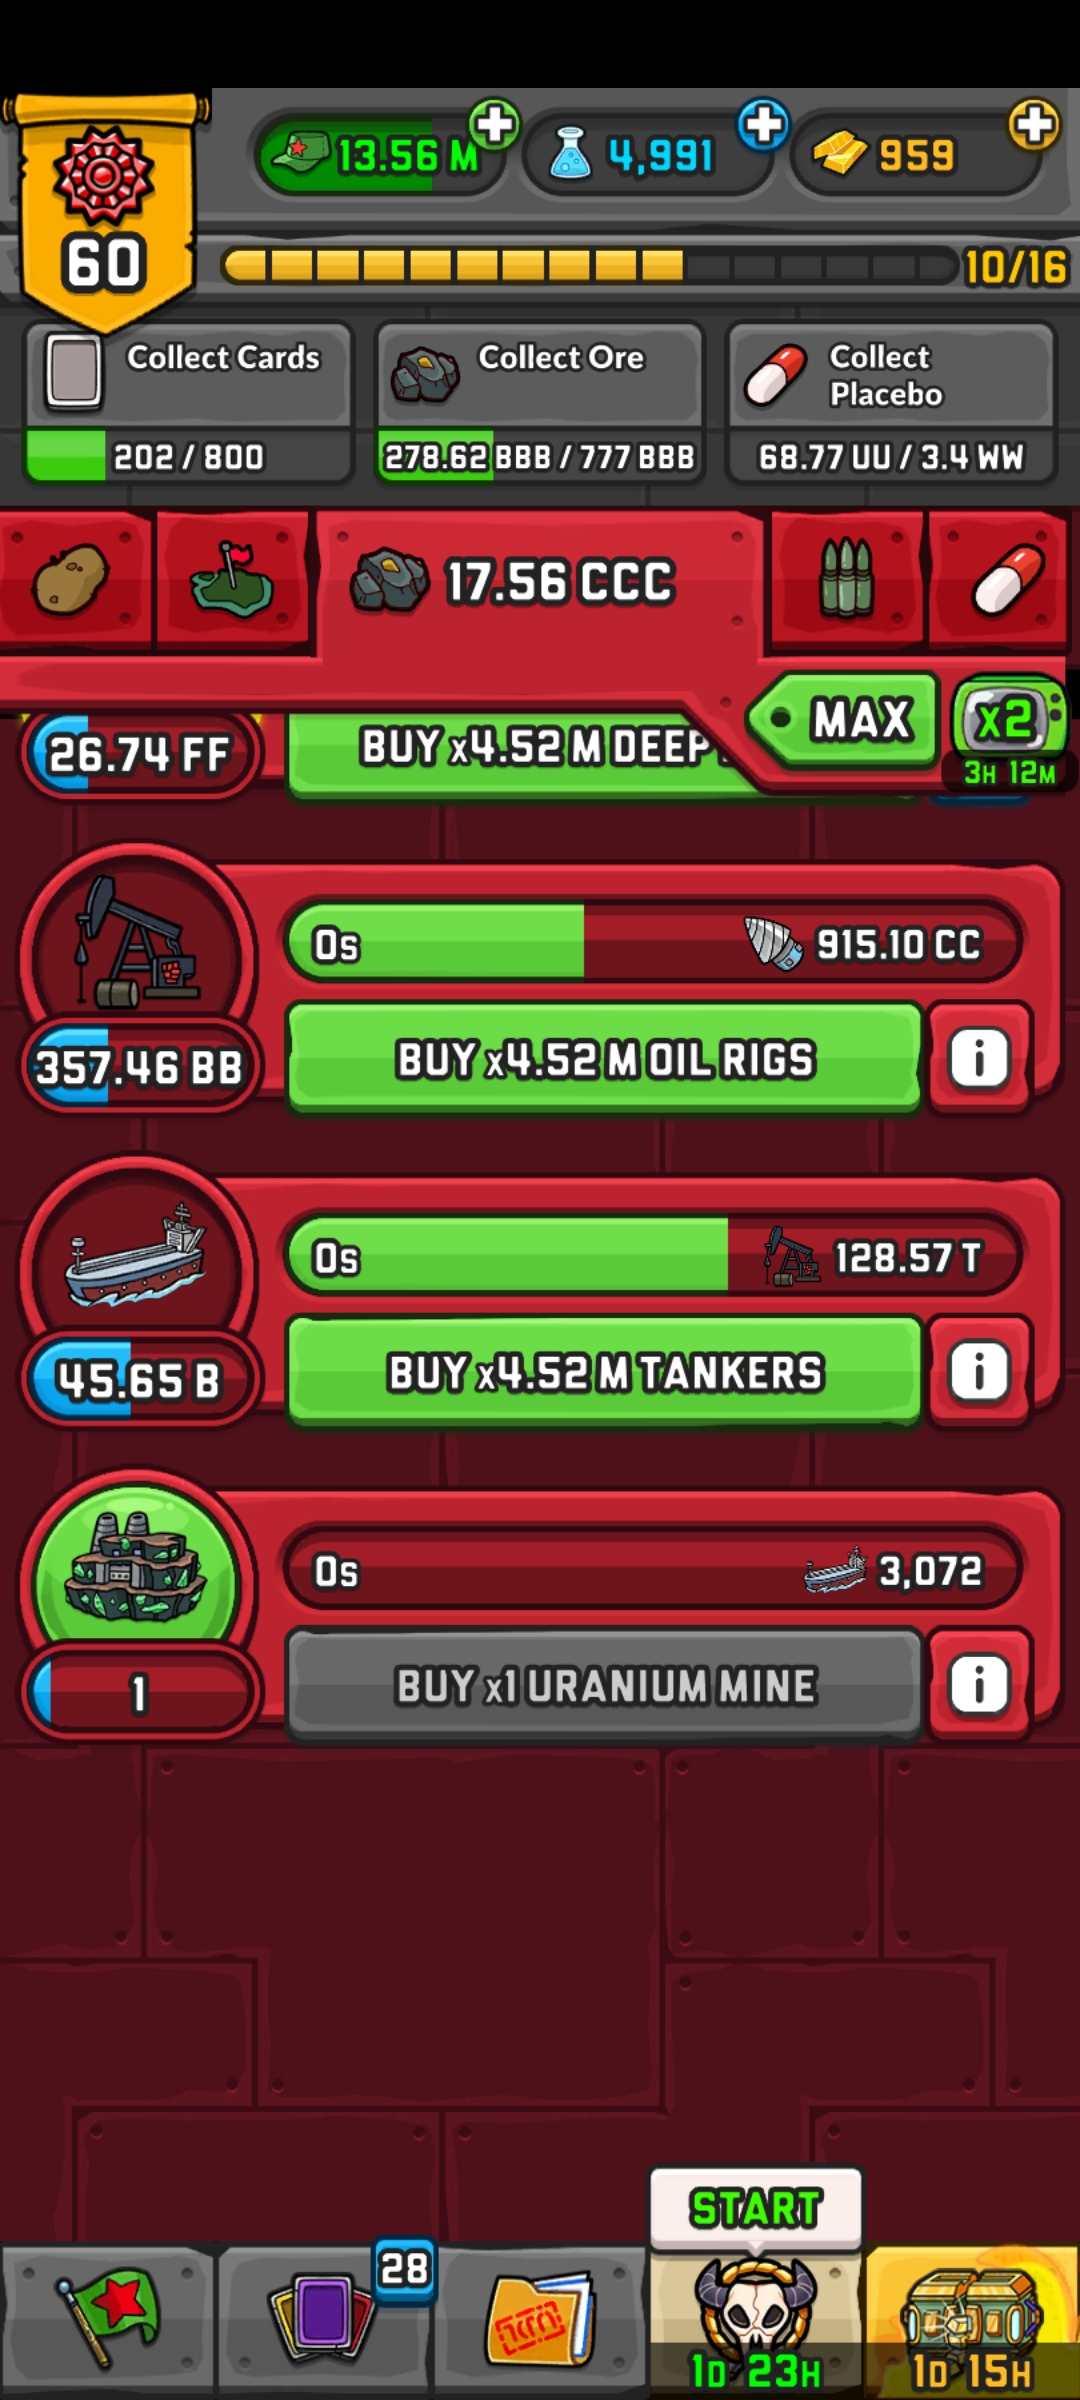 13.56 M
4,991
959
60
10/16
Collect Cards
202 / 800
Collect Ore
278.62 BBB / 777 BBB
Collect
Placebo
68.77 UU / 3.4 WW
17.56 CCC
MAX
x2
3H 12M
26.74 FF
BUY x4.52 M DEEP
0s
915.10 CC
357.46 BB
BUY x4.52 M OIL RIGS
i
0s
128.57 T
45.65 B
BUY x4.52 M TANKERS
i
0s
3,072
1
BUY x1 URANIUM MINE
i
START
28
1D 23H
1D 15H